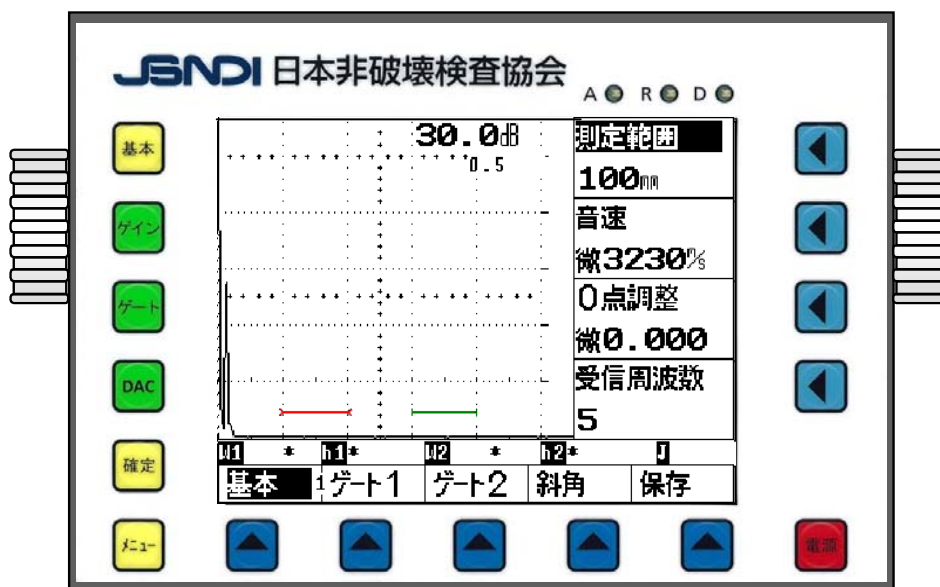 JSNDI 日本非破壊検査協会
A R D
基本
ゲイン
ゲート
DAC
確定
メニュー
30.0dB
0.5
測定範囲
100mm
音速
微3230m/s
0点調整
微0.000
受信周波数
5
W1 * h1* W2 * h2* J
基本 1 ゲート1 ゲート2 斜角 保存
電源